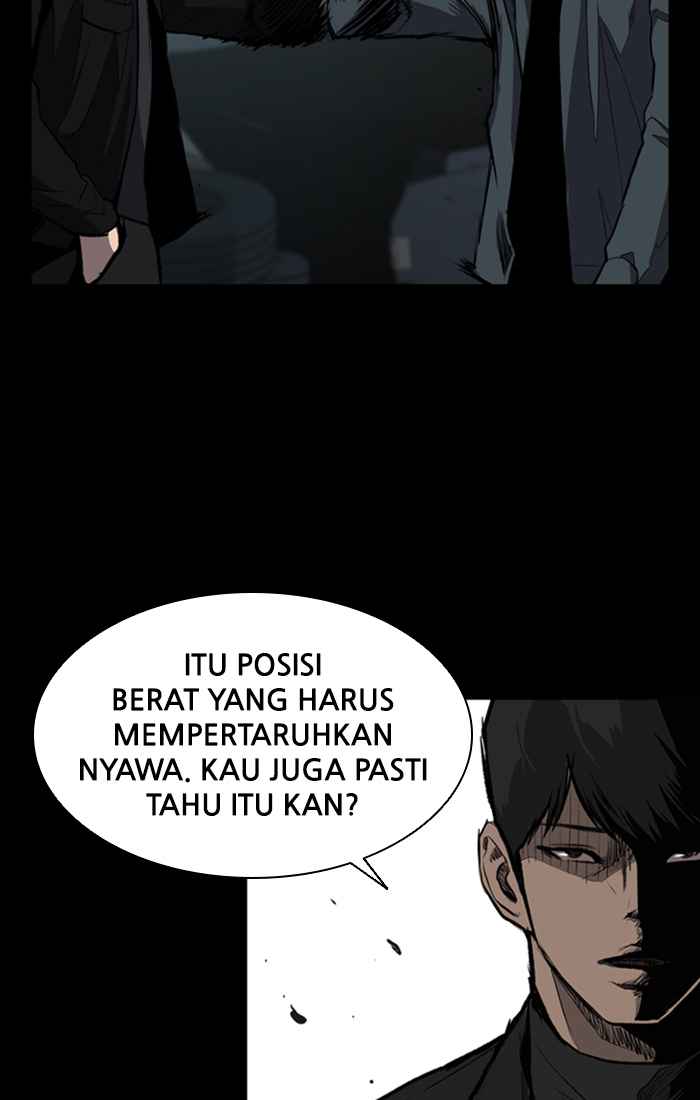 ITU POSISI
BERAT YANG HARUS
MEMPERTARUHKAN
NYAWA. KAU JUGA PASTI
TAHU ITU KAN?